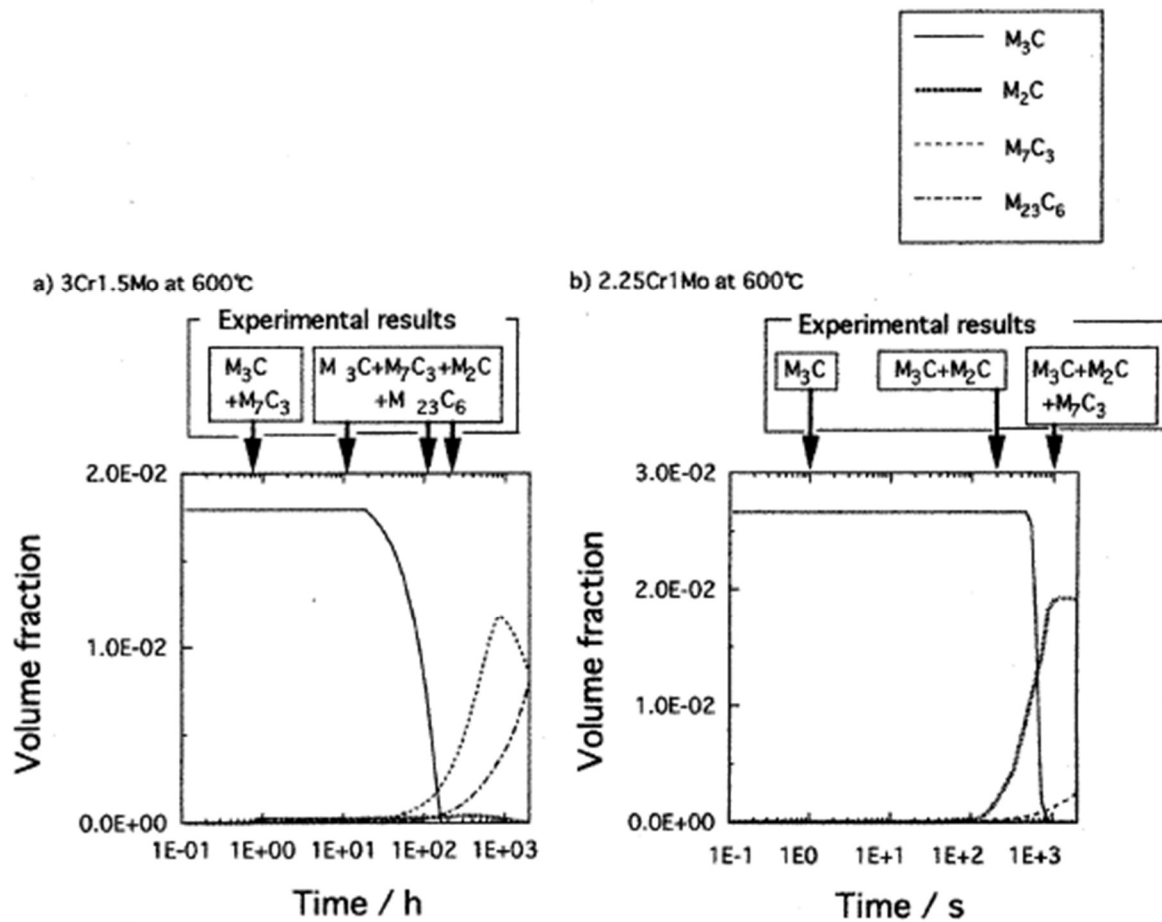 M₃C
M₂C
M₇C₃
M₂₃C₆
a) 3Cr1.5Mo at 600℃
Experimental results
M₃C
+M₇C₃
M ₃C+M₇C₃+M₂C
+M ₂₃C₆
2.0E-02
1.0E-02
0.0E+00
Volume fraction
1E-01 1E+00 1E+01 1E+02 1E+03
Time / h
b) 2.25Cr1Mo at 600℃
Experimental results
M₃C
M₃C+M₂C
M₃C+M₂C
+M₇C₃
3.0E-02
2.0E-02
1.0E-02
0.0E+00
Volume fraction
1E-1 1E0 1E+1 1E+2 1E+3
Time / s